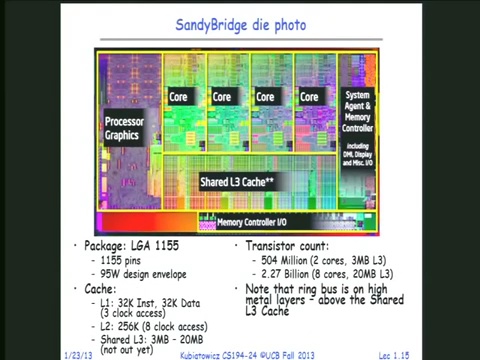 SandyBridge die photo
Processor
Graphics
Core
Core
Core
Core
System
Agent &
Memory
Controller
including
DMI, Display
and Misc. I/O
Shared L3 Cache**
Memory Controller I/O
• Package: LGA 1155
– 1155 pins
– 95W design envelope
• Cache:
– L1: 32K Inst, 32K Data
(3 clock access)
– L2: 256K (8 clock access)
– Shared L3: 3MB – 20MB
(not out yet)
• Transistor count:
– 504 Million (2 cores, 3MB L3)
– 2.27 Billion (8 cores, 20MB L3)
• Note that ring bus is on high
metal layers – above the Shared
L3 Cache
1/23/13
Kubiatowicz CS194-24 ©UCB Fall 2013
Lec 1.15